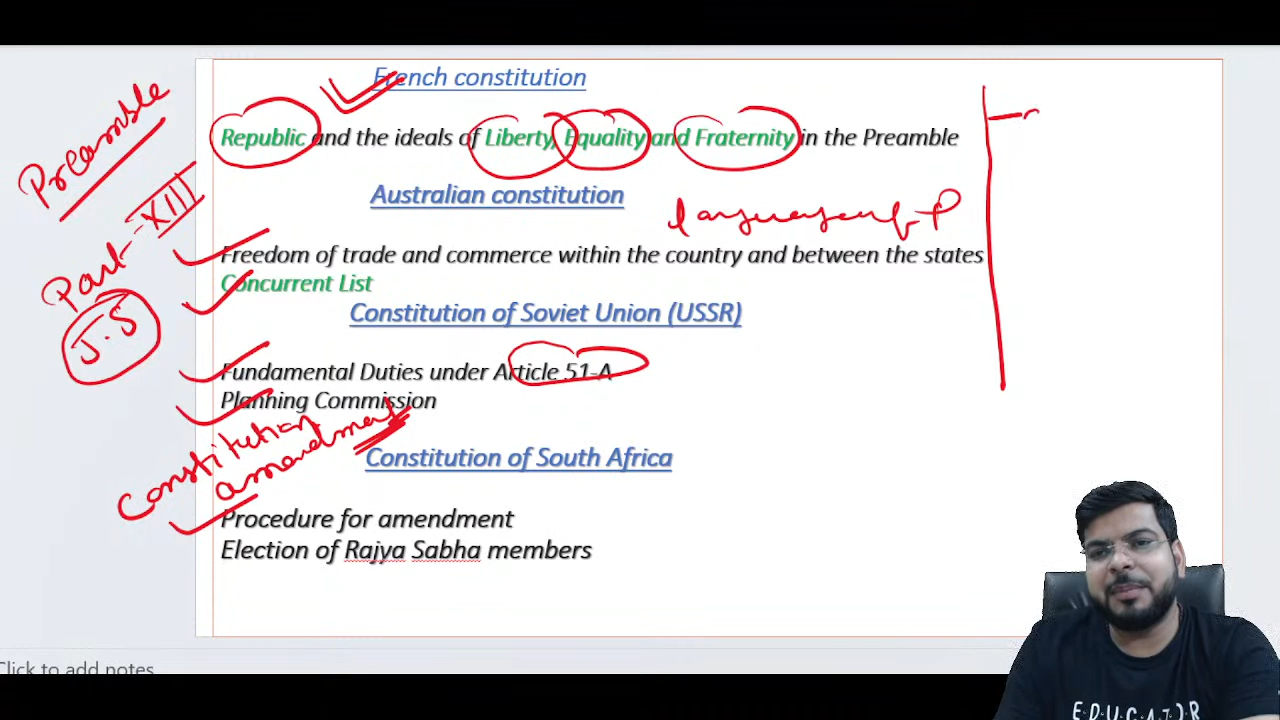 French constitution
Republic and the ideals of Liberty, Equality and Fraternity in the Preamble
Preamble
Australian constitution
Part-XIII
Freedom of trade and commerce within the country and between the states
Concurrent List
J.S
Constitution of Soviet Union (USSR)
Fundamental Duties under Article 51-A
Planning Commission
Constitution
amendment
Constitution of South Africa
Procedure for amendment
Election of Rajya Sabha members
Click to add notes
EDUCATOR